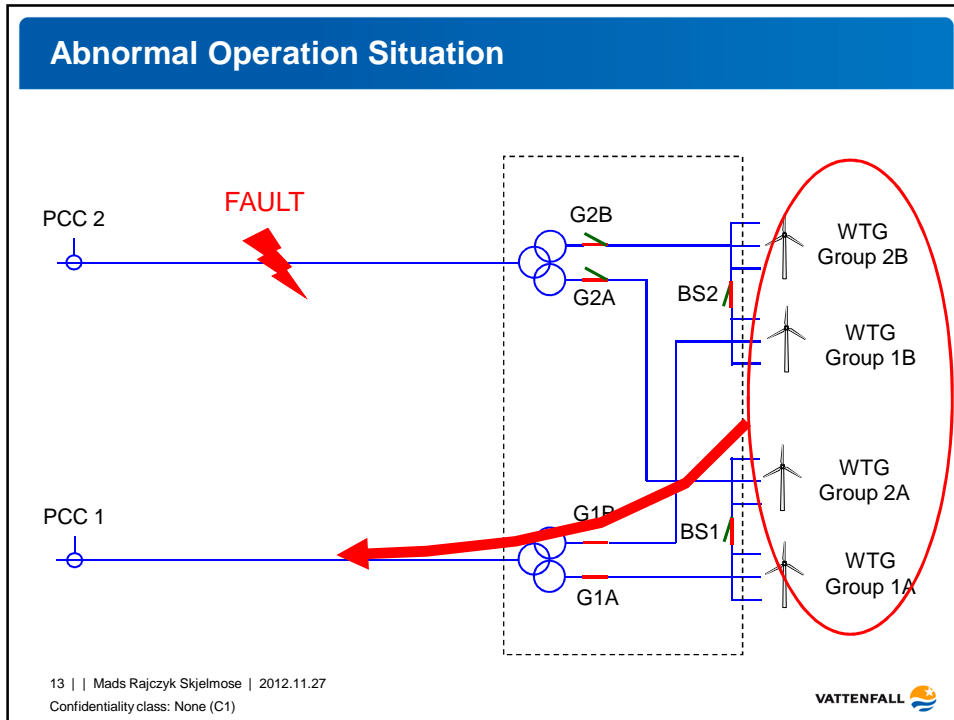 Abnormal Operation Situation
PCC 2
FAULT
G2B
G2A
BS2
WTG
Group 2B
WTG
Group 1B
WTG
Group 2A
PCC 1
G1B
G1A
BS1
WTG
Group 1A
13 | | Mads Rajczyk Skjelmose | 2012.11.27
Confidentiality class: None (C1)
VATTENFALL